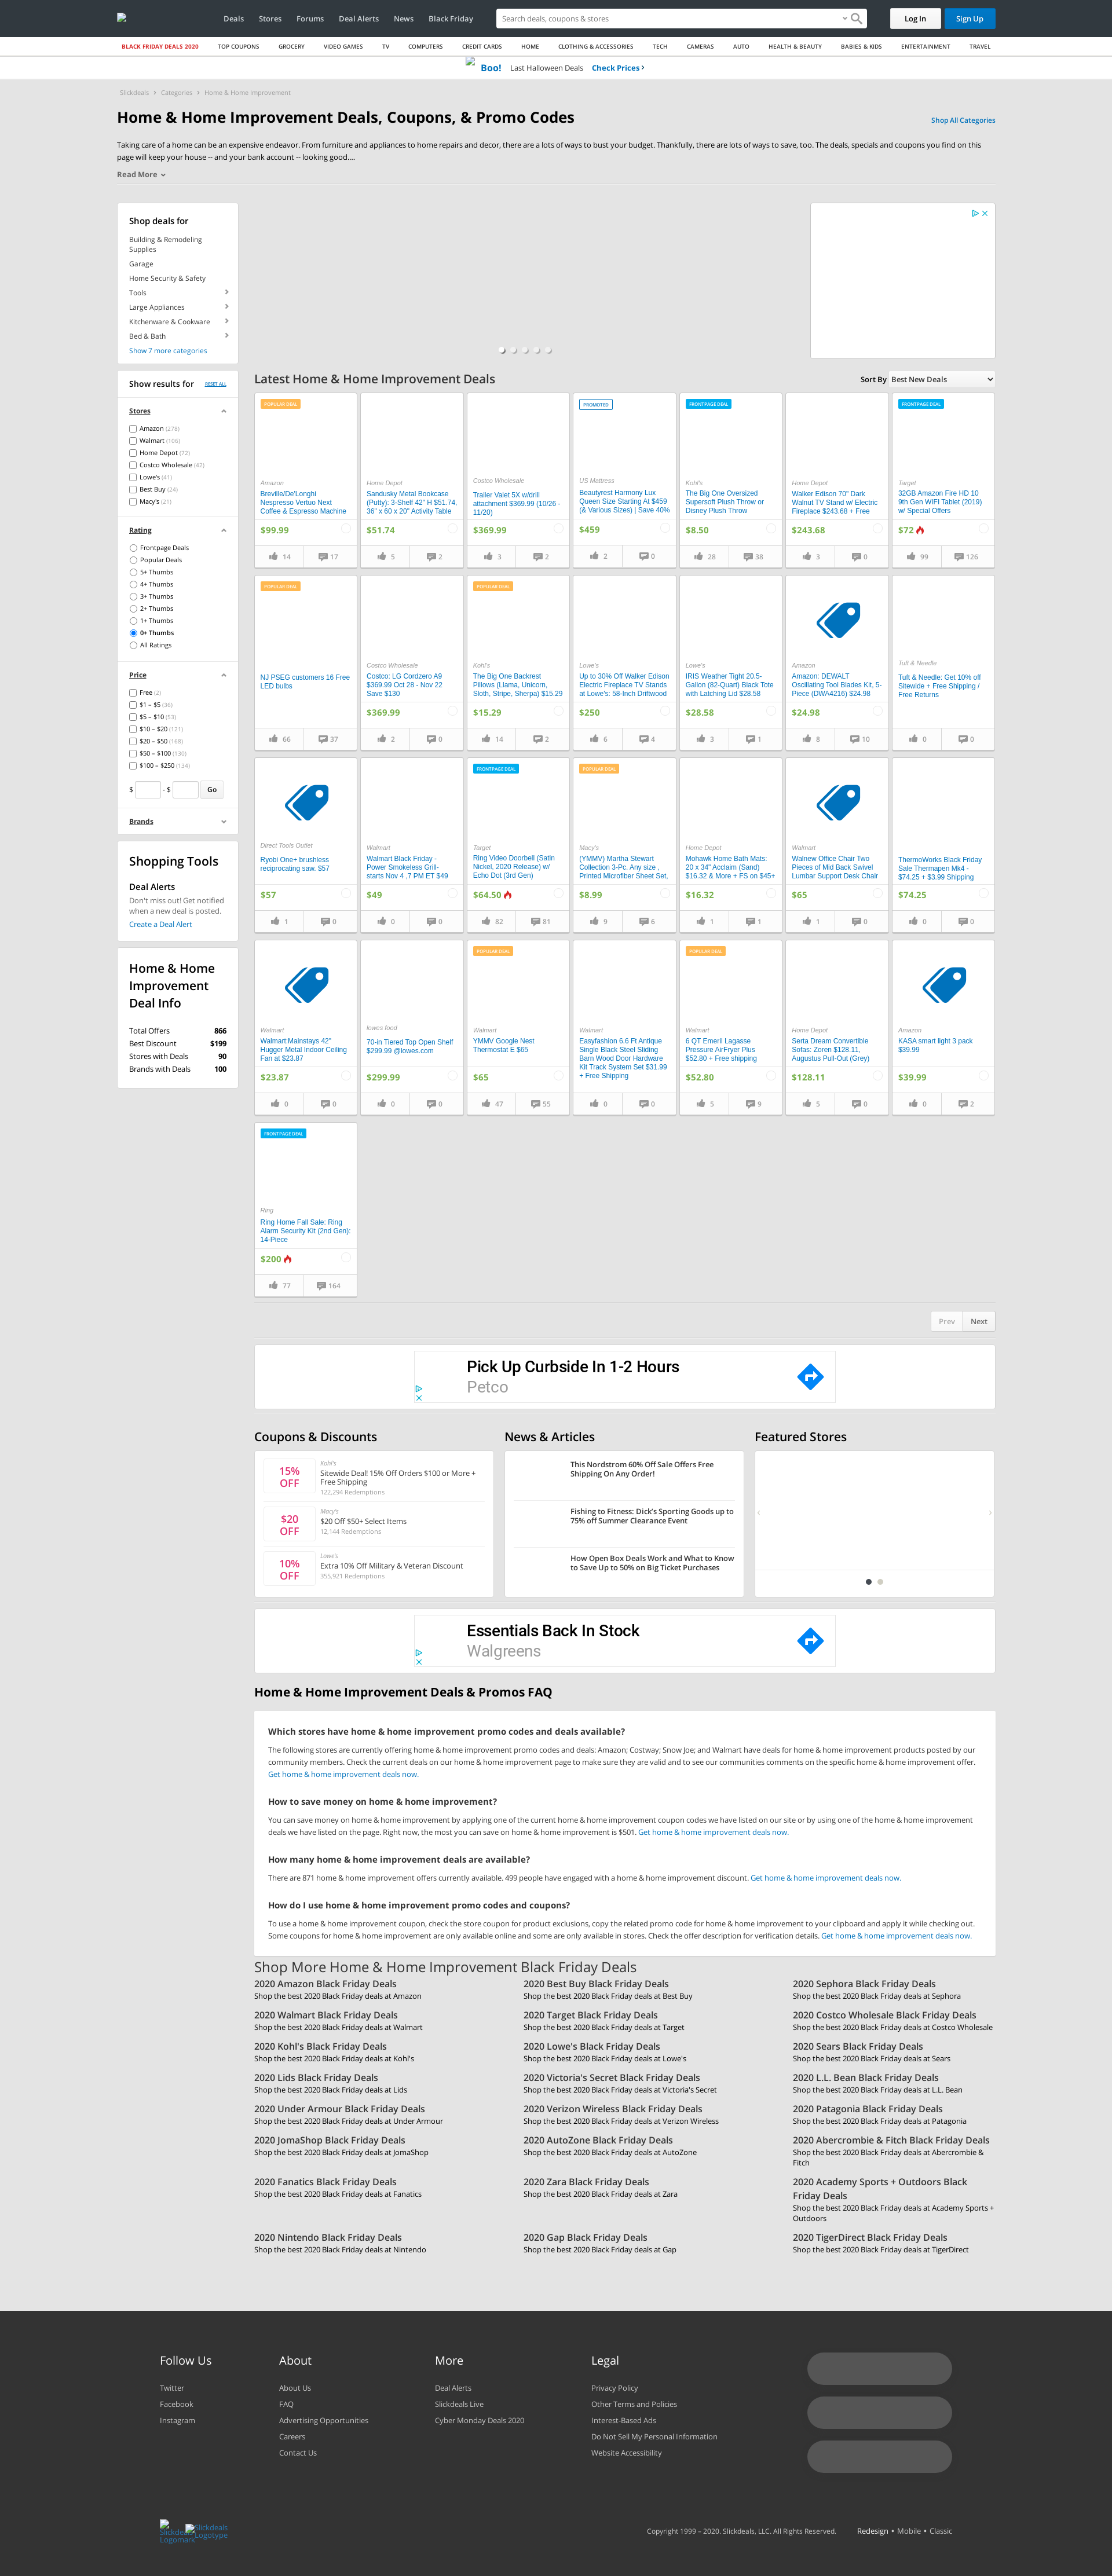 Deals
Stores
Forums
Deal Alerts
News
Black Friday
Search deals, coupons & stores
Log In
Sign Up
BLACK FRIDAY DEALS 2020
TOP COUPONS
GROCERY
VIDEO GAMES
TV
COMPUTERS
CREDIT CARDS
HOME
CLOTHING & ACCESSORIES
TECH
CAMERAS
AUTO
HEALTH & BEAUTY
BABIES & KIDS
ENTERTAINMENT
TRAVEL
Boo!
Last Halloween Deals
Check Prices
Slickdeals
Categories
Home & Home Improvement
Home & Home Improvement Deals, Coupons, & Promo Codes
Shop All Categories
Taking care of a home can be an expensive endeavor. From furniture and appliances to home repairs and decor, there are a lots of ways to bust your budget. Thankfully, there are lots of ways to save, too. The deals, specials and coupons you find on this
page will keep your house -- and your bank account -- looking good....
Read More
Shop deals for
Building & Remodeling
Supplies
Garage
Home Security & Safety
Tools
Large Appliances
Kitchenware & Cookware
Bed & Bath
Show 7 more categories
Show results for
RESET ALL
Stores
Amazon (278)
Walmart (106)
Home Depot (72)
Costco Wholesale (42)
Lowe's (41)
Best Buy (24)
Macy's (21)
Rating
Frontpage Deals
Popular Deals
5+ Thumbs
4+ Thumbs
3+ Thumbs
2+ Thumbs
1+ Thumbs
0+ Thumbs
All Ratings
Price
Free (2)
$1 – $5 (36)
$5 – $10 (53)
$10 – $20 (121)
$20 – $50 (168)
$50 – $100 (130)
$100 – $250 (134)
$ - $ Go
Brands
Shopping Tools
Deal Alerts
Don't miss out! Get notified
when a new deal is posted.
Create a Deal Alert
Home & Home
Improvement
Deal Info
Total Offers 866
Best Discount $199
Stores with Deals 90
Brands with Deals 100
Latest Home & Home Improvement Deals
Sort By Best New Deals
POPULAR DEAL
Amazon
Breville/De'Longhi
Nespresso Vertuo Next
Coffee & Espresso Machine
$99.99
14
17
Home Depot
Sandusky Metal Bookcase
(Putty): 3-Shelf 42" H $51.74,
36" x 60 x 20" Activity Table
$51.74
5
2
Costco Wholesale
Trailer Valet 5X w/drill
attachment $369.99 (10/26 -
11/20)
$369.99
3
2
PROMOTED
US Mattress
Beautyrest Harmony Lux
Queen Size Starting At $459
(& Various Sizes) | Save 40%
$459
2
0
FRONTPAGE DEAL
Kohl's
The Big One Oversized
Supersoft Plush Throw or
Disney Plush Throw
$8.50
28
38
Home Depot
Walker Edison 70" Dark
Walnut TV Stand w/ Electric
Fireplace $243.68 + Free
$243.68
3
0
FRONTPAGE DEAL
Target
32GB Amazon Fire HD 10
9th Gen WIFI Tablet (2019)
w/ Special Offers
$72
99
126
POPULAR DEAL
NJ PSEG customers 16 Free
LED bulbs
66
37
Costco Wholesale
Costco: LG Cordzero A9
$369.99 Oct 28 - Nov 22
Save $130
$369.99
2
0
POPULAR DEAL
Kohl's
The Big One Backrest
Pillows (Llama, Unicorn,
Sloth, Stripe, Sherpa) $15.29
$15.29
14
2
Lowe's
Up to 30% Off Walker Edison
Electric Fireplace TV Stands
at Lowe's: 58-Inch Driftwood
$250
6
4
Lowe's
IRIS Weather Tight 20.5-
Gallon (82-Quart) Black Tote
with Latching Lid $28.58
$28.58
3
1
Amazon
Amazon: DEWALT
Oscillating Tool Blades Kit, 5-
Piece (DWA4216) $24.98
$24.98
8
10
Tuft & Needle
Tuft & Needle: Get 10% off
Sitewide + Free Shipping /
Free Returns
0
0
Direct Tools Outlet
Ryobi One+ brushless
reciprocating saw. $57
$57
1
0
Walmart
Walmart Black Friday -
Power Smokeless Grill-
starts Nov 4 ,7 PM ET $49
$49
0
0
FRONTPAGE DEAL
Target
Ring Video Doorbell (Satin
Nickel, 2020 Release) w/
Echo Dot (3rd Gen)
$64.50
82
81
POPULAR DEAL
Macy's
(YMMV) Martha Stewart
Collection 3-Pc. Any size ,
Printed Microfiber Sheet Set,
$8.99
9
6
Home Depot
Mohawk Home Bath Mats:
20 x 34" Acclaim (Sand)
$16.32 & More + FS on $45+
$16.32
1
1
Walmart
Walnew Office Chair Two
Pieces of Mid Back Swivel
Lumbar Support Desk Chair
$65
1
0
ThermoWorks Black Friday
Sale Thermapen Mk4 -
$74.25 + $3.99 Shipping
$74.25
0
0
Walmart
Walmart:Mainstays 42"
Hugger Metal Indoor Ceiling
Fan at $23.87
$23.87
0
0
lowes food
70-in Tiered Top Open Shelf
$299.99 @lowes.com
$299.99
0
0
POPULAR DEAL
Walmart
YMMV Google Nest
Thermostat E $65
$65
47
55
Walmart
Easyfashion 6.6 Ft Antique
Single Black Steel Sliding
Barn Wood Door Hardware
Kit Track System Set $31.99
+ Free Shipping
0
0
POPULAR DEAL
Walmart
6 QT Emeril Lagasse
Pressure AirFryer Plus
$52.80 + Free shipping
$52.80
5
9
Home Depot
Serta Dream Convertible
Sofas: Zoren $128.11,
Augustus Pull-Out (Grey)
$128.11
5
0
Amazon
KASA smart light 3 pack
$39.99
$39.99
0
2
FRONTPAGE DEAL
Ring
Ring Home Fall Sale: Ring
Alarm Security Kit (2nd Gen):
14-Piece
$200
77
164
Prev
Next
Pick Up Curbside In 1-2 Hours
Petco
Coupons & Discounts
15%
OFF
Kohl's
Sitewide Deal! 15% Off Orders $100 or More +
Free Shipping
122,294 Redemptions
$20
OFF
Macy's
$20 Off $50+ Select Items
12,144 Redemptions
10%
OFF
Lowe's
Extra 10% Off Military & Veteran Discount
355,921 Redemptions
News & Articles
This Nordstrom 60% Off Sale Offers Free
Shipping On Any Order!
Fishing to Fitness: Dick's Sporting Goods up to
75% off Summer Clearance Event
How Open Box Deals Work and What to Know
to Save Up to 50% on Big Ticket Purchases
Featured Stores
Essentials Back In Stock
Walgreens
Home & Home Improvement Deals & Promos FAQ
Which stores have home & home improvement promo codes and deals available?
The following stores are currently offering home & home improvement promo codes and deals: Amazon; Costway; Snow Joe; and Walmart have deals for home & home improvement products posted by our
community members. Check the current deals on our home & home improvement page to make sure they are valid and to see our communities comments on the specific home & home improvement offer.
Get home & home improvement deals now.
How to save money on home & home improvement?
You can save money on home & home improvement by applying one of the current home & home improvement coupon codes we have listed on our site or by using one of the home & home improvement
deals we have listed on the page. Right now, the most you can save on home & home improvement is $501. Get home & home improvement deals now.
How many home & home improvement deals are available?
There are 871 home & home improvement offers currently available. 499 people have engaged with a home & home improvement discount. Get home & home improvement deals now.
How do I use home & home improvement promo codes and coupons?
To use a home & home improvement coupon, check the store coupon for product exclusions, copy the related promo code for home & home improvement to your clipboard and apply it while checking out.
Some coupons for home & home improvement are only available online and some are only available in stores. Check the offer description for verification details. Get home & home improvement deals now.
Shop More Home & Home Improvement Black Friday Deals
2020 Amazon Black Friday Deals
Shop the best 2020 Black Friday deals at Amazon
2020 Best Buy Black Friday Deals
Shop the best 2020 Black Friday deals at Best Buy
2020 Sephora Black Friday Deals
Shop the best 2020 Black Friday deals at Sephora
2020 Walmart Black Friday Deals
Shop the best 2020 Black Friday deals at Walmart
2020 Target Black Friday Deals
Shop the best 2020 Black Friday deals at Target
2020 Costco Wholesale Black Friday Deals
Shop the best 2020 Black Friday deals at Costco Wholesale
2020 Kohl's Black Friday Deals
Shop the best 2020 Black Friday deals at Kohl's
2020 Lowe's Black Friday Deals
Shop the best 2020 Black Friday deals at Lowe's
2020 Sears Black Friday Deals
Shop the best 2020 Black Friday deals at Sears
2020 Lids Black Friday Deals
Shop the best 2020 Black Friday deals at Lids
2020 Victoria's Secret Black Friday Deals
Shop the best 2020 Black Friday deals at Victoria's Secret
2020 L.L. Bean Black Friday Deals
Shop the best 2020 Black Friday deals at L.L. Bean
2020 Under Armour Black Friday Deals
Shop the best 2020 Black Friday deals at Under Armour
2020 Verizon Wireless Black Friday Deals
Shop the best 2020 Black Friday deals at Verizon Wireless
2020 Patagonia Black Friday Deals
Shop the best 2020 Black Friday deals at Patagonia
2020 JomaShop Black Friday Deals
Shop the best 2020 Black Friday deals at JomaShop
2020 AutoZone Black Friday Deals
Shop the best 2020 Black Friday deals at AutoZone
2020 Abercrombie & Fitch Black Friday Deals
Shop the best 2020 Black Friday deals at Abercrombie &
Fitch
2020 Fanatics Black Friday Deals
Shop the best 2020 Black Friday deals at Fanatics
2020 Zara Black Friday Deals
Shop the best 2020 Black Friday deals at Zara
2020 Academy Sports + Outdoors Black
Friday Deals
Shop the best 2020 Black Friday deals at Academy Sports +
Outdoors
2020 Nintendo Black Friday Deals
Shop the best 2020 Black Friday deals at Nintendo
2020 Gap Black Friday Deals
Shop the best 2020 Black Friday deals at Gap
2020 TigerDirect Black Friday Deals
Shop the best 2020 Black Friday deals at TigerDirect
Follow Us
Twitter
Facebook
Instagram
About
About Us
FAQ
Advertising Opportunities
Careers
Contact Us
More
Deal Alerts
Slickdeals Live
Cyber Monday Deals 2020
Legal
Privacy Policy
Other Terms and Policies
Interest-Based Ads
Do Not Sell My Personal Information
Website Accessibility
Slickdeals
Logomark
Slickdeals
Logotype
Copyright 1999 – 2020. Slickdeals, LLC. All Rights Reserved.
Redesign • Mobile • Classic